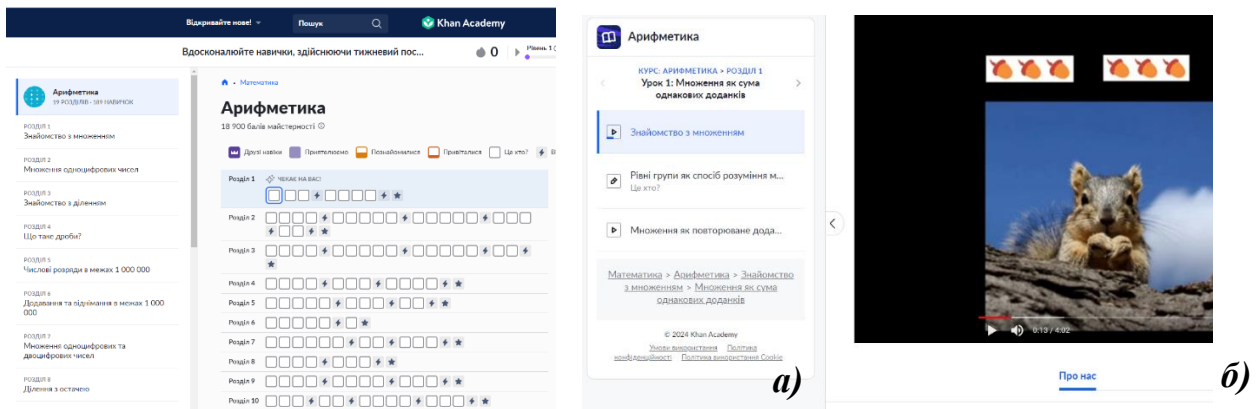 Відкривайте нове!
Пошук
Khan Academy
Вдосконалюйте навички, здійснюючи тижневий пос...
0
Рівень 1
Арифметика
19 РОЗДІЛІВ · 189 НАВИЧОК
РОЗДІЛ 1
Знайомство з множенням
РОЗДІЛ 2
Множення одноцифрових чисел
РОЗДІЛ 3
Знайомство з діленням
РОЗДІЛ 4
Що таке дроби?
РОЗДІЛ 5
Числові розряди в межах 1 000 000
РОЗДІЛ 6
Додавання та віднімання в межах 1 000
000
РОЗДІЛ 7
Множення одноцифрових та
двоцифрових чисел
РОЗДІЛ 8
Ділення з остачею
Математика
Арифметика
18 900 балів майстерності
Друзі навіки
Приятелюємо
Познайомилися
Привіталися
Це хто?
В
Розділ 1
ЧЕКАЄ НА ВАС!
Розділ 2
Розділ 3
Розділ 4
Розділ 5
Розділ 6
Розділ 7
Розділ 8
Розділ 9
Розділ 10
Арифметика
КУРС: АРИФМЕТИКА > РОЗДІЛ 1
Урок 1: Множення як сума
однакових доданків
Знайомство з множенням
Рівні групи як спосіб розуміння м...
Це хто?
Множення як повторюване дода...
Математика > Арифметика > Знайомство
з множенням > Множення як сума
однакових доданків
© 2024 Khan Academy
Умови використання Політика
конфіденційності Політика використання Cookie
а)
0:13 / 4:02
Про нас
б)